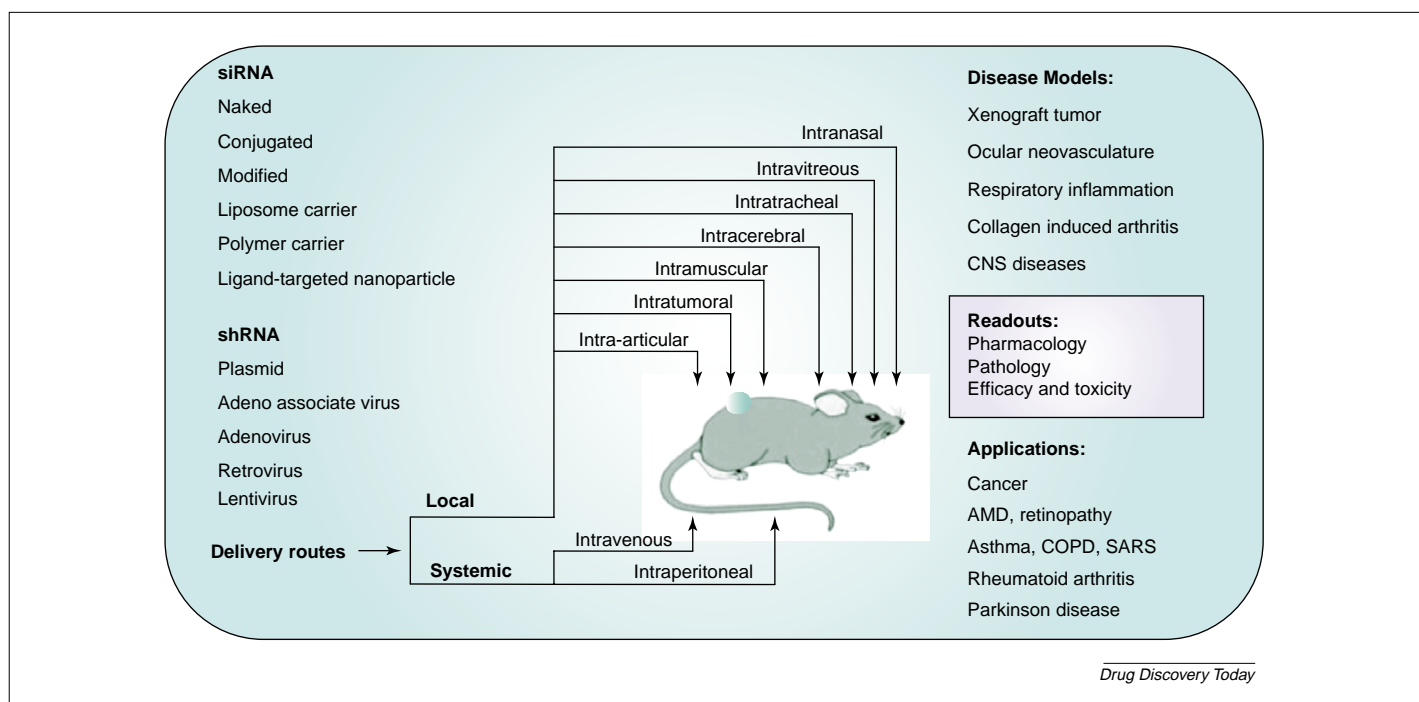 siRNA
Naked
Conjugated
Modified
Liposome carrier
Polymer carrier
Ligand-targeted nanoparticle
shRNA
Plasmid
Adeno associate virus
Adenovirus
Retrovirus
Lentivirus
Delivery routes
Local
Systemic
Intranasal
Intravitreous
Intratracheal
Intracerebral
Intramuscular
Intratumoral
Intra-articular
Intravenous
Intraperitoneal
Disease Models:
Xenograft tumor
Ocular neovasculature
Respiratory inflammation
Collagen induced arthritis
CNS diseases
Readouts:
Pharmacology
Pathology
Efficacy and toxicity
Applications:
Cancer
AMD, retinopathy
Asthma, COPD, SARS
Rheumatoid arthritis
Parkinson disease
Drug Discovery Today